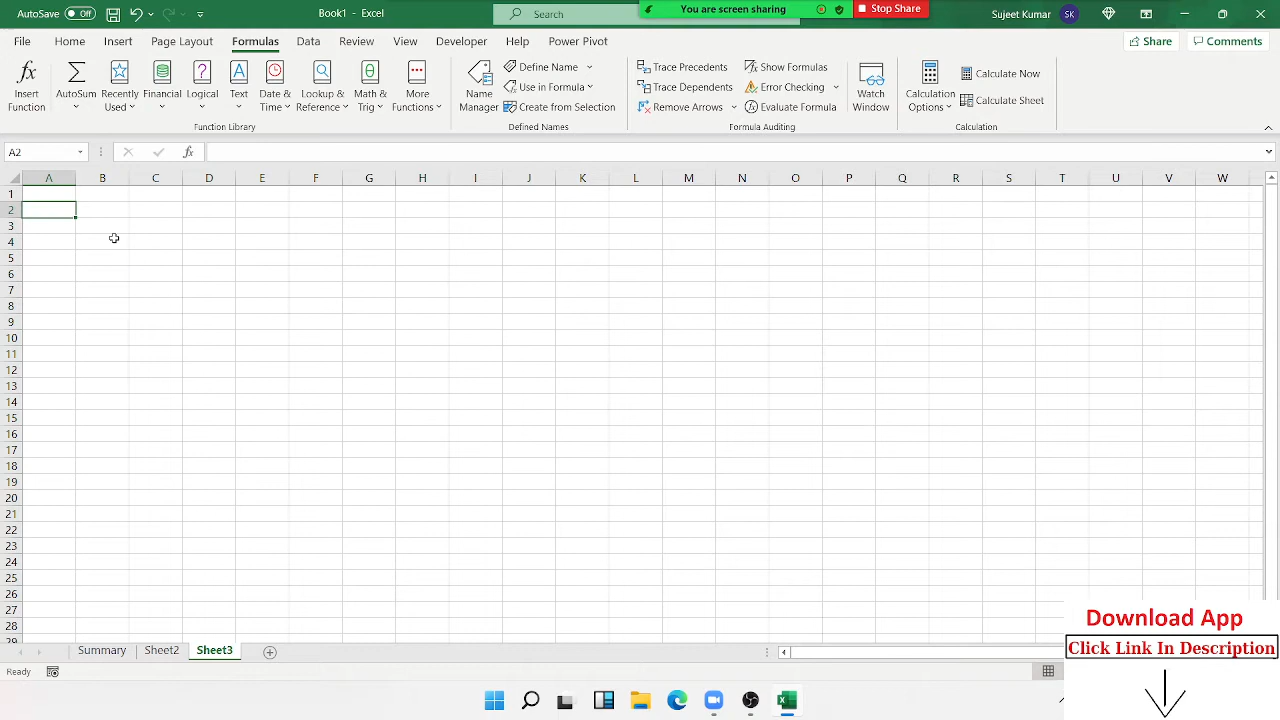 AutoSave Off Book1 - Excel Search You are screen sharing Stop Share Sujeet Kumar SK
File Home Insert Page Layout Formulas Data Review View Developer Help Power Pivot Share Comments
fx Insert Function
AutoSum
Recently Used
Financial
Logical
Text
Date & Time
Lookup & Reference
Math & Trig
More Functions
Function Library
Name Manager
Define Name
Use in Formula
Create from Selection
Defined Names
Trace Precedents
Trace Dependents
Remove Arrows
Show Formulas
Error Checking
Evaluate Formula
Formula Auditing
Watch Window
Calculation Options
Calculate Now
Calculate Sheet
Calculation
A2 fx
A B C D E F G H I J K L M N O P Q R S T U V W
1
2
3
4
5
6
7
8
9
10
11
12
13
14
15
16
17
18
19
20
21
22
23
24
25
26
27
28
29
Summary Sheet2 Sheet3
Ready
Download App
Click Link In Description